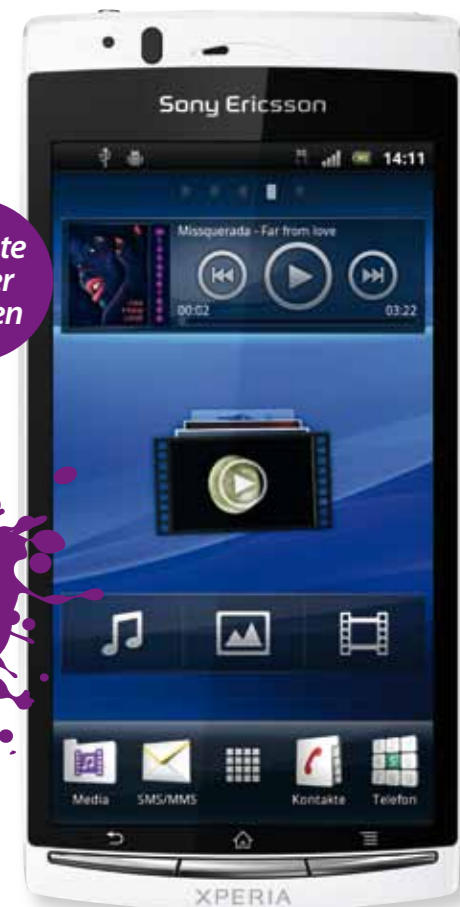 Sony Ericsson
14:11
Missquerada - Far from love
00:02
03:22
Media
SMS/MMS
Kontakte
Telefon
XPERIA